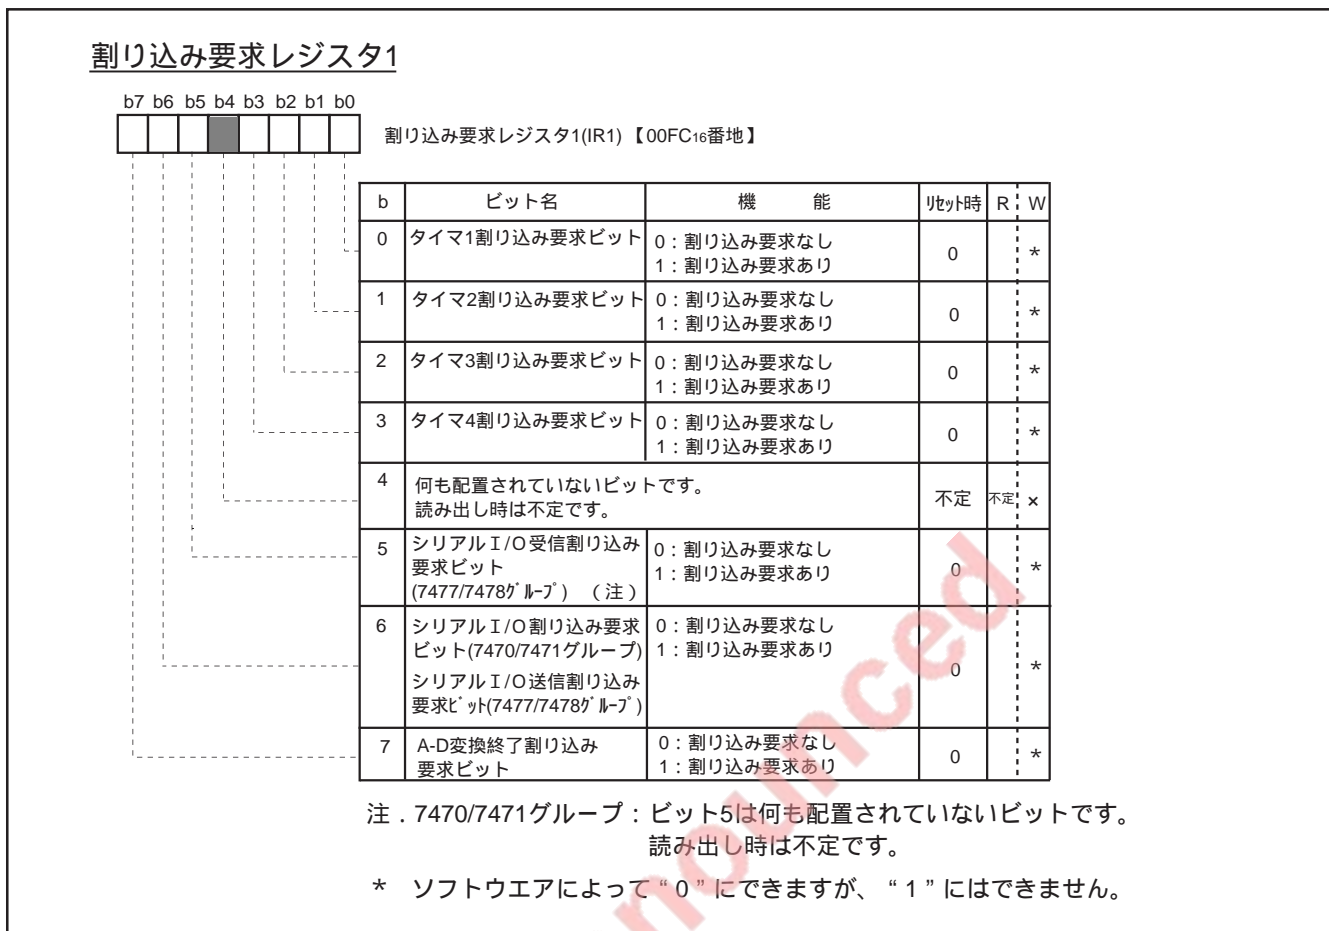 割り込み要求レジスタ1
b7 b6 b5 b4 b3 b2 b1 b0
割り込み要求レジスタ1(IR1)【00FC16番地】
b ビット名 機 能 ﾘｾｯﾄ時 R W
0 タイマ1割り込み要求ビット 0：割り込み要求なし
1：割り込み要求あり 0 *
1 タイマ2割り込み要求ビット 0：割り込み要求なし
1：割り込み要求あり 0 *
2 タイマ3割り込み要求ビット 0：割り込み要求なし
1：割り込み要求あり 0 *
3 タイマ4割り込み要求ビット 0：割り込み要求なし
1：割り込み要求あり 0 *
4 何も配置されていないビットです。
読み出し時は不定です。 不定 不定 ×
5 シリアルI/O受信割り込み 0：割り込み要求なし
要求ビット 1：割り込み要求あり 0 *
(7477/7478ｸﾞﾙｰﾌﾟ) （注）
6 シリアルI/O割り込み要求 0：割り込み要求なし
ビット(7470/7471グループ) 1：割り込み要求あり
シリアルI/O送信割り込み 0 *
要求ﾋﾞｯﾄ(7477/7478ｸﾞﾙｰﾌﾟ)
7 A-D変換終了割り込み 0：割り込み要求なし
要求ビット 1：割り込み要求あり 0 *
注．7470/7471グループ：ビット5は何も配置されていないビットです。
読み出し時は不定です。
* ソフトウエアによって“0”にできますが、“1”にはできません。
nounced